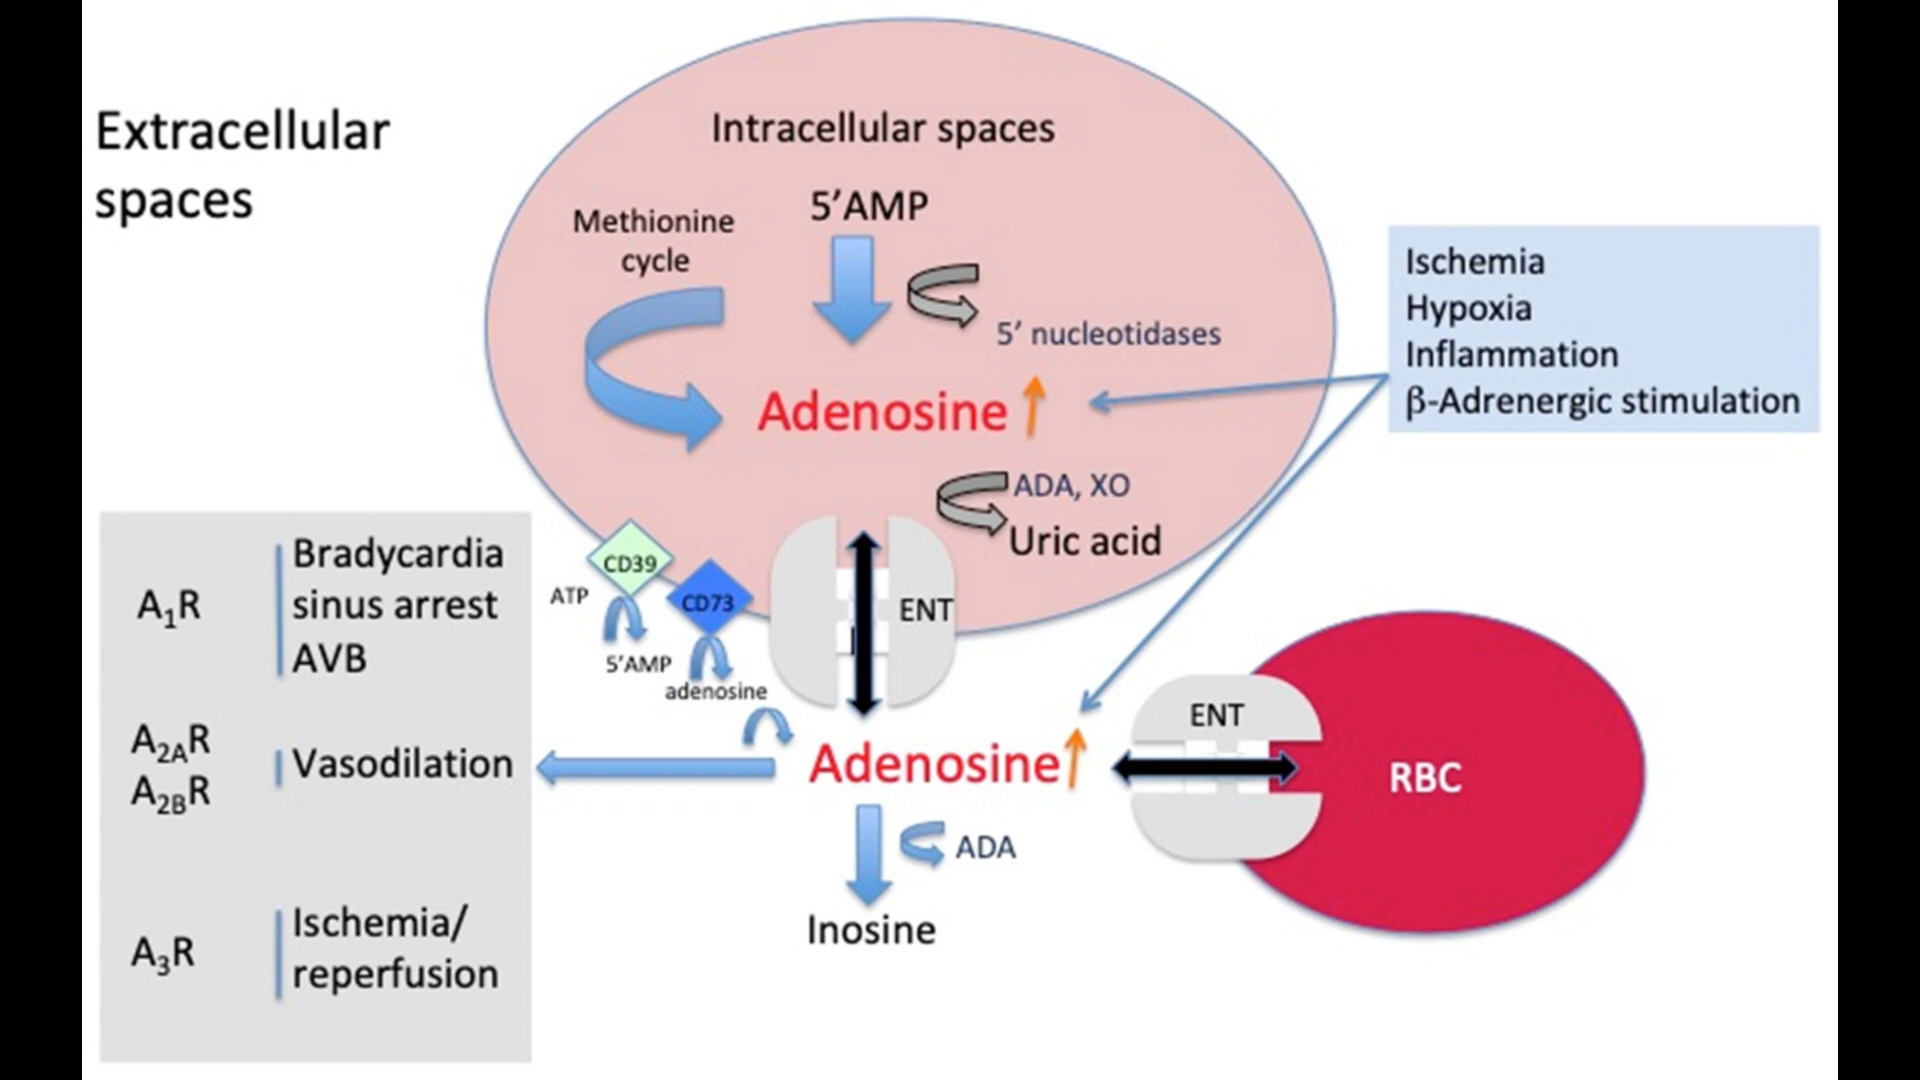 Extracellular
spaces
Intracellular spaces
5’AMP
Methionine
cycle
5’ nucleotidases
Adenosine
Ischemia
Hypoxia
Inflammation
β-Adrenergic stimulation
ADA, XO
Uric acid
CD39
CD73
ATP
5’AMP
adenosine
ENT
A1R
Bradycardia
sinus arrest
AVB
A2AR
A2BR
Vasodilation
A3R
Ischemia/
reperfusion
Adenosine
ADA
Inosine
ENT
RBC